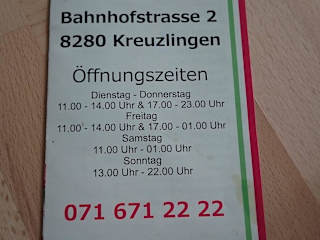 Bahnhofstrasse 2
8280 Kreuzlingen
Öffnungszeiten
Dienstag - Donnerstag
11.00 - 14.00 Uhr & 17.00 - 23.00 Uhr
Freitag
11.00 - 14.00 Uhr & 17.00 - 01.00 Uhr
Samstag
11.00 Uhr - 01.00 Uhr
Sonntag
13.00 Uhr - 22.00 Uhr
071 671 22 22